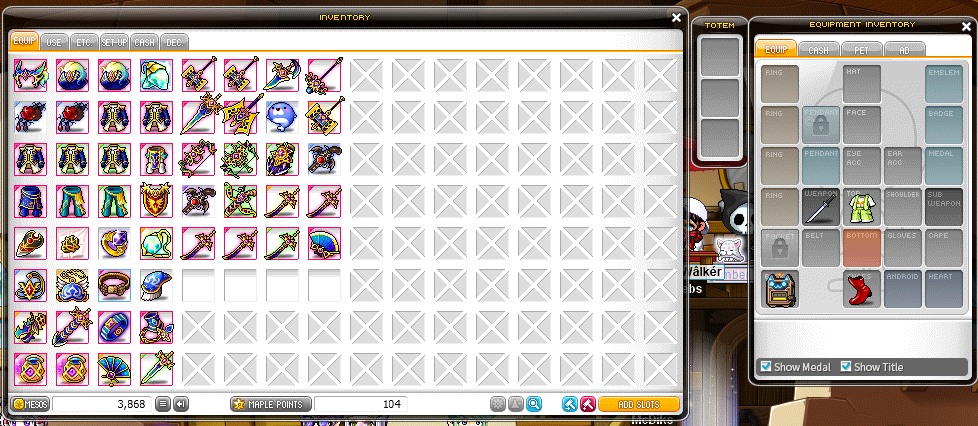 INVENTORY
EQUIP USE ETC. SET-UP CASH DEC.
MESOS 3,868 MAPLE POINTS 104 ADD SLOTS
TOTEM
EQUIPMENT INVENTORY
EQUIP CASH PET AD
RING HAT EMBLEM
RING PENDANT FACE BADGE
RING PENDANT EYE ACC EAR ACC MEDAL
RING WEAPON TOP SHOULDER SUB WEAPON
POCKET BELT BOTTOM GLOVES CAPE
ANDROID HEART
Show Medal Show Title
Wâlkér